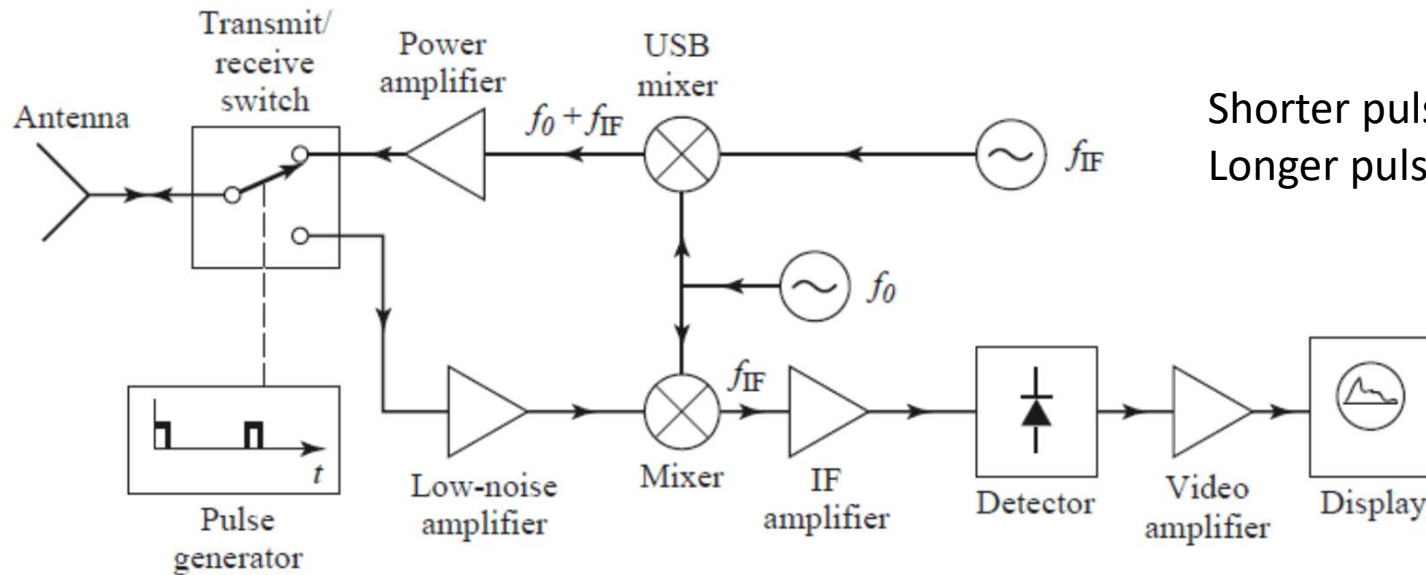 Transmit/
receive
switch
Power
amplifier
USB
mixer
Antenna
f0 + fIF
fIF
Shorter puls
Longer puls
f0
fIF
t
Pulse
generator
Low-noise
amplifier
Mixer
IF
amplifier
Detector
Video
amplifier
Display